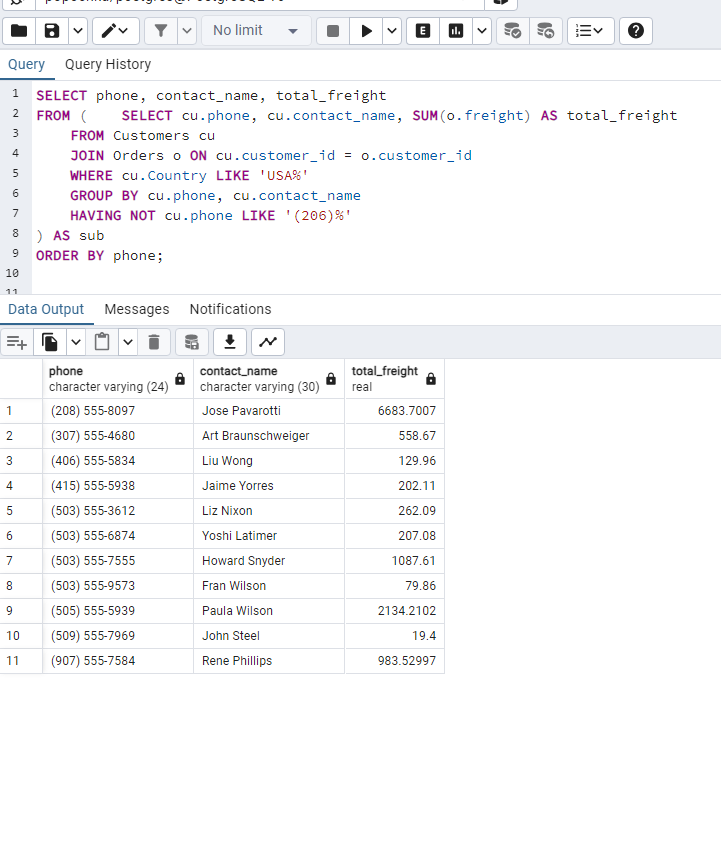 No limit
E
Query Query History
1 SELECT phone, contact_name, total_freight
2 FROM ( SELECT cu.phone, cu.contact_name, SUM(o.freight) AS total_freight
3 FROM Customers cu
4 JOIN Orders o ON cu.customer_id = o.customer_id
5 WHERE cu.Country LIKE 'USA%'
6 GROUP BY cu.phone, cu.contact_name
7 HAVING NOT cu.phone LIKE '(206)%'
8 ) AS sub
9 ORDER BY phone;
10
11
Data Output Messages Notifications
phone contact_name total_freight
character varying (24) character varying (30) real
1 (208) 555-8097 Jose Pavarotti 6683.7007
2 (307) 555-4680 Art Braunschweiger 558.67
3 (406) 555-5834 Liu Wong 129.96
4 (415) 555-5938 Jaime Yorres 202.11
5 (503) 555-3612 Liz Nixon 262.09
6 (503) 555-6874 Yoshi Latimer 207.08
7 (503) 555-7555 Howard Snyder 1087.61
8 (503) 555-9573 Fran Wilson 79.86
9 (505) 555-5939 Paula Wilson 2134.2102
10 (509) 555-7969 John Steel 19.4
11 (907) 555-7584 Rene Phillips 983.52997